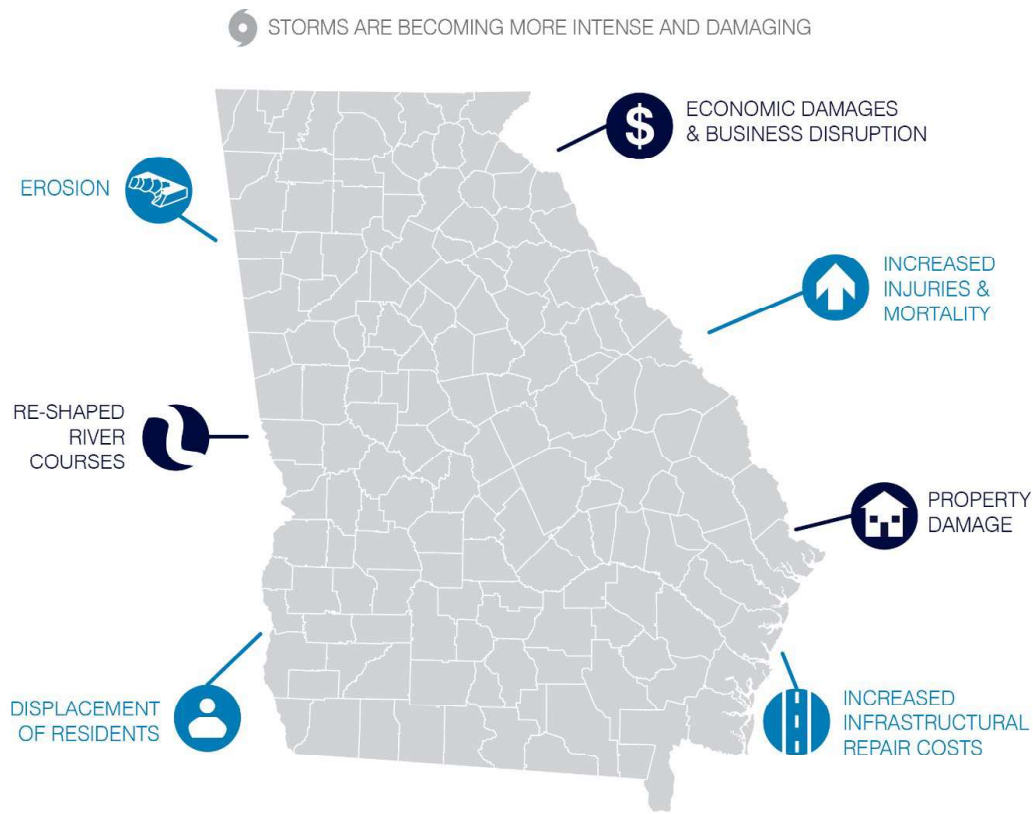 STORMS ARE BECOMING MORE INTENSE AND DAMAGING
$
ECONOMIC DAMAGES
& BUSINESS DISRUPTION
EROSION
INCREASED
INJURIES &
MORTALITY
RE-SHAPED
RIVER
COURSES
PROPERTY
DAMAGE
DISPLACEMENT
OF RESIDENTS
INCREASED
INFRASTRUCTURAL
REPAIR COSTS